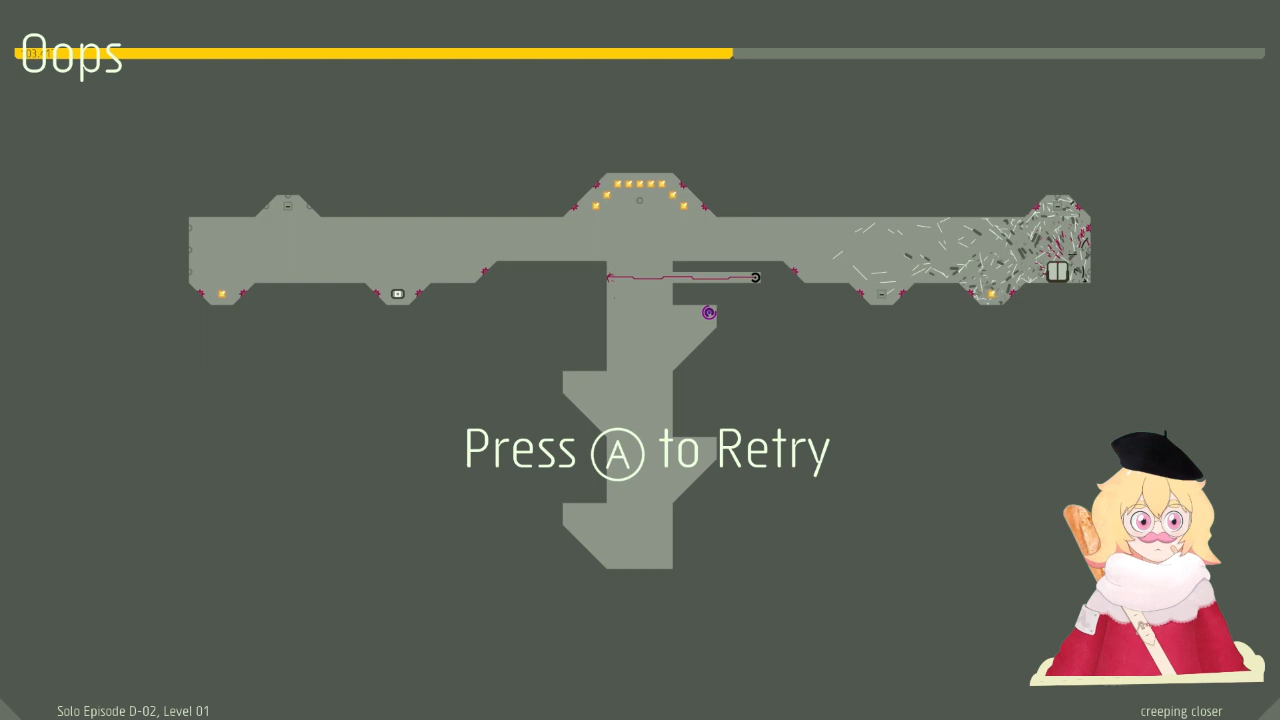 Oops
Press A to Retry
Solo Episode D-02, Level 01
creeping closer